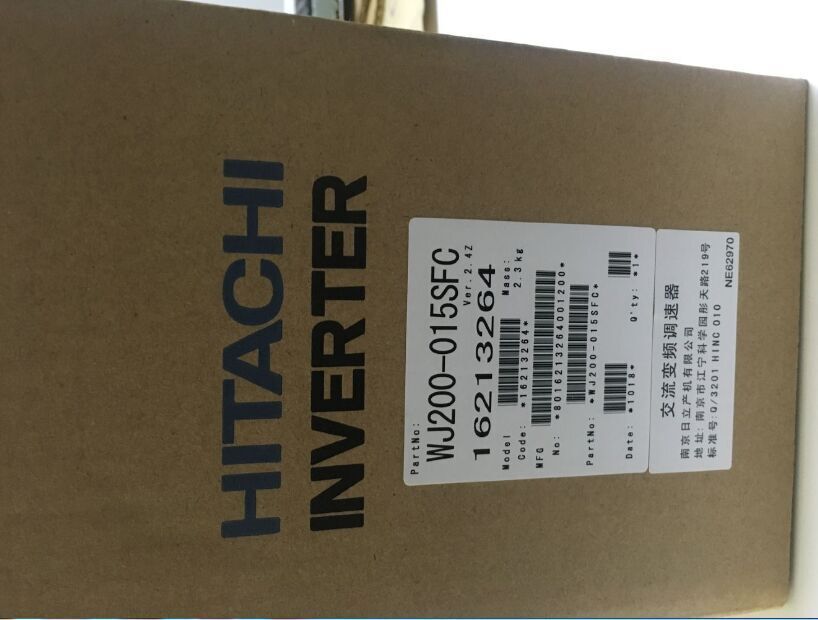 HITACHI
INVERTER
PartNo:
WJ200-015SFC
Ver.2.4Z
16213264
Model
Code: *16213264*
Mass:
2.3kg
MFG
No: *8016213264001200*
PartNo: *WJ200-015SFC*
Date: *1018* Q'ty: *1*
交流变频调速器
南京日立产机有限公司
地址: 南京市江宁科学园彤天路219号
标准号:Q/3201 HINC 010
NE62970